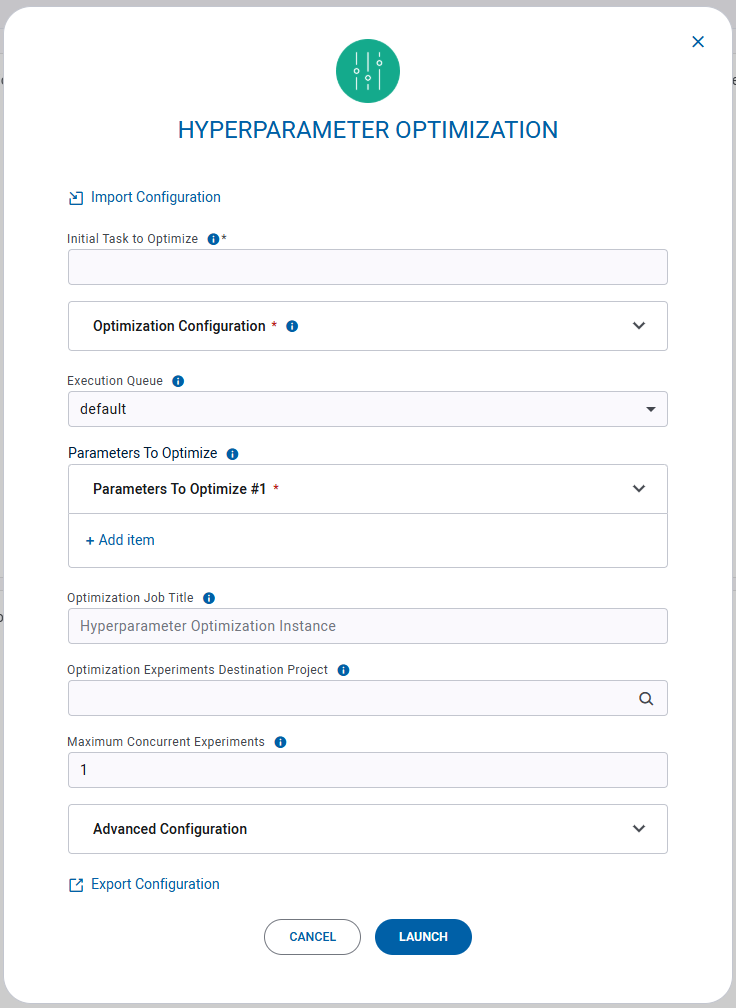 HYPERPARAMETER OPTIMIZATION
Import Configuration
Initial Task to Optimize *
Optimization Configuration *
Execution Queue
default
Parameters To Optimize
Parameters To Optimize #1 *
+ Add item
Optimization Job Title
Hyperparameter Optimization Instance
Optimization Experiments Destination Project
Maximum Concurrent Experiments
1
Advanced Configuration
Export Configuration
CANCEL LAUNCH